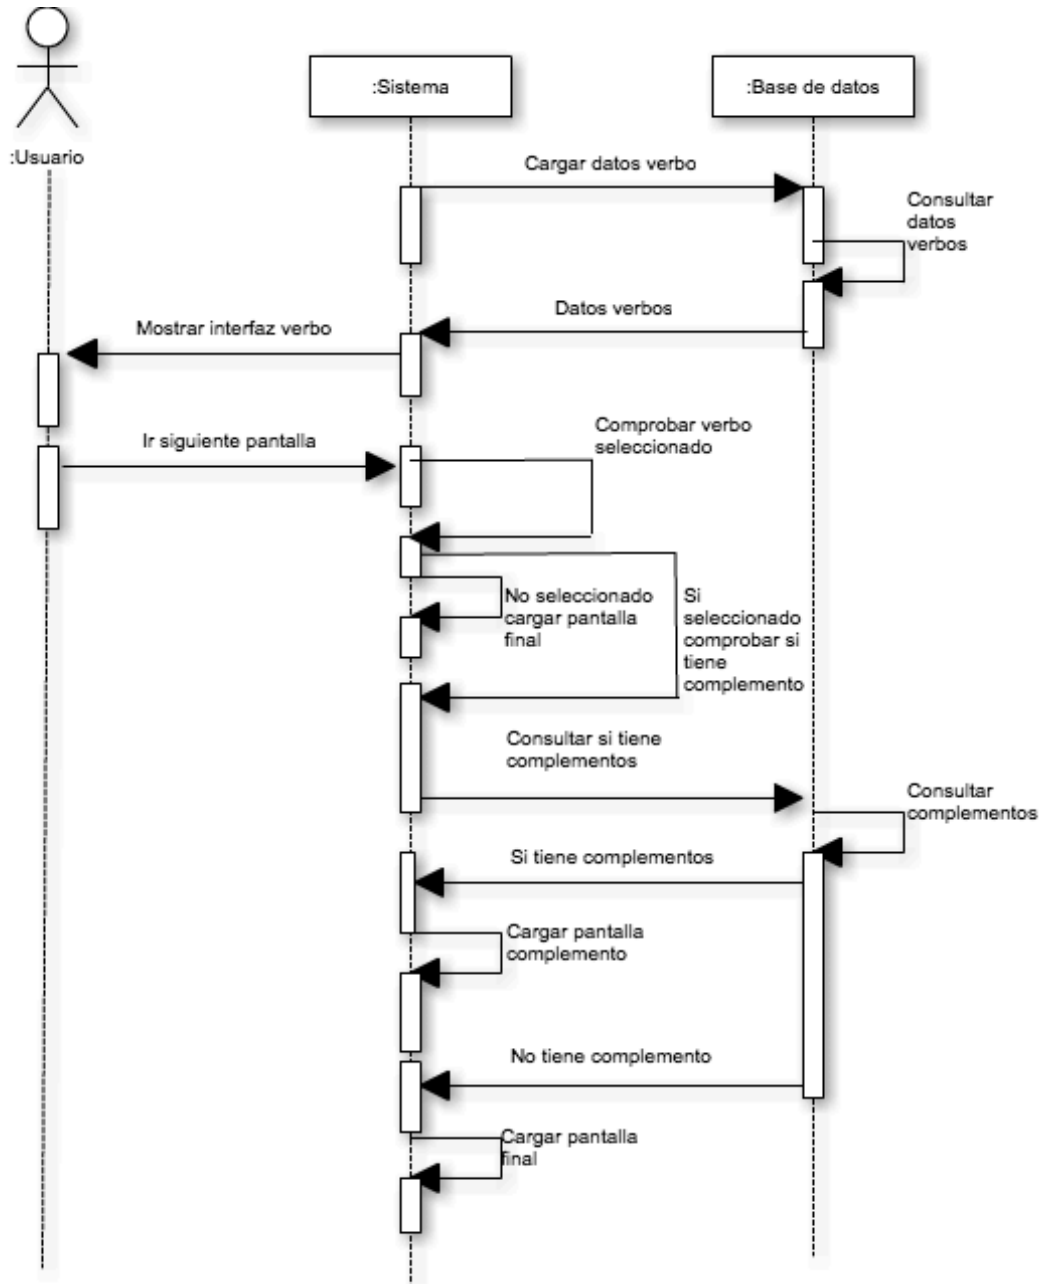 :Sistema
:Base de datos
:Usuario
Cargar datos verbo
Consultar
datos
verbos
Datos verbos
Mostrar interfaz verbo
Comprobar verbo
seleccionado
Ir siguiente pantalla
No seleccionado
cargar pantalla
final
Si
seleccionado
comprobar si
tiene
complemento
Consultar si tiene
complementos
Consultar
complementos
Si tiene complementos
Cargar pantalla
complemento
No tiene complemento
Cargar pantalla
final